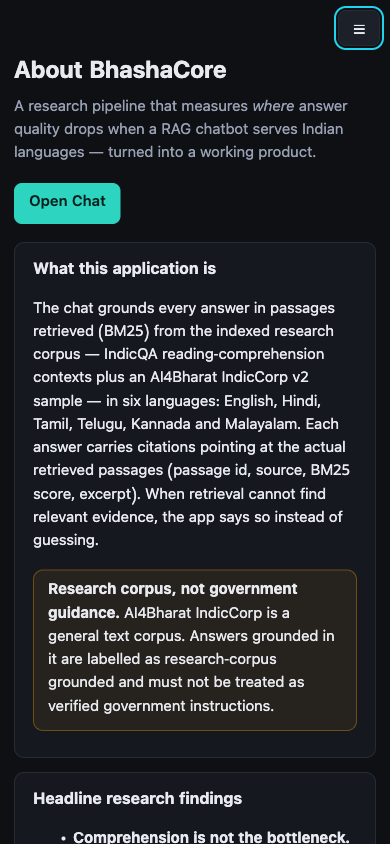 About BhashaCore
A research pipeline that measures where answer
quality drops when a RAG chatbot serves Indian
languages — turned into a working product.
Open Chat
What this application is
The chat grounds every answer in passages
retrieved (BM25) from the indexed research
corpus — IndicQA reading-comprehension
contexts plus an AI4Bharat IndicCorp v2
sample — in six languages: English, Hindi,
Tamil, Telugu, Kannada and Malayalam. Each
answer carries citations pointing at the actual
retrieved passages (passage id, source, BM25
score, excerpt). When retrieval cannot find
relevant evidence, the app says so instead of
guessing.
Research corpus, not government
guidance. AI4Bharat IndicCorp is a
general text corpus. Answers grounded in
it are labelled as research-corpus
grounded and must not be treated as
verified government instructions.
Headline research findings
• Comprehension is not the bottleneck.